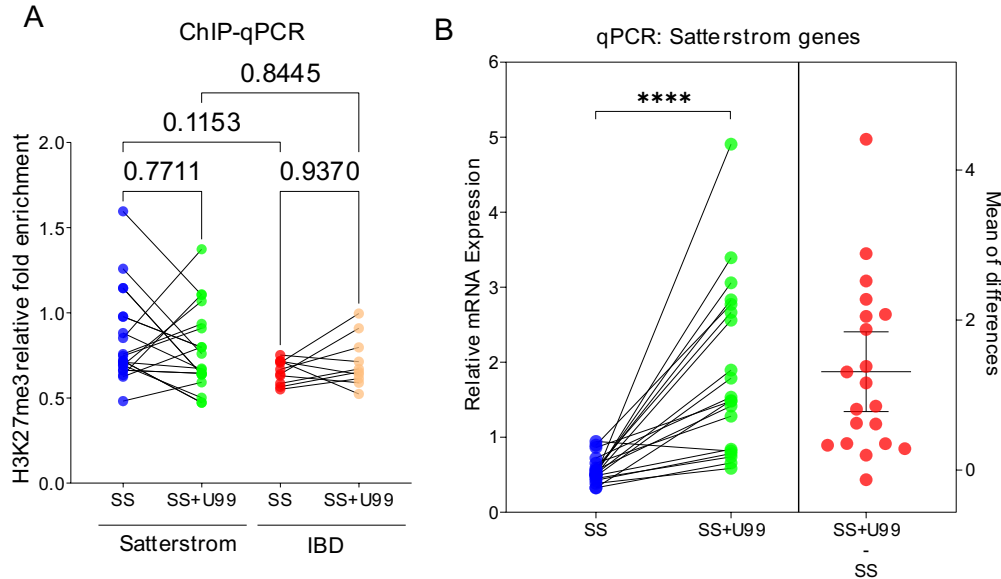 A
ChIP-qPCR
0.8445
0.1153
0.7711
0.9370
H3K27me3 relative fold enrichment
2.0
1.5
1.0
0.5
0.0
SS
SS+U99
SS
SS+U99
Satterstrom
IBD
B
qPCR: Satterstrom genes
****
Relative mRNA Expression
6
5
4
3
2
1
0
SS
SS+U99
SS+U99
-
SS
4
2
0
Mean of differences